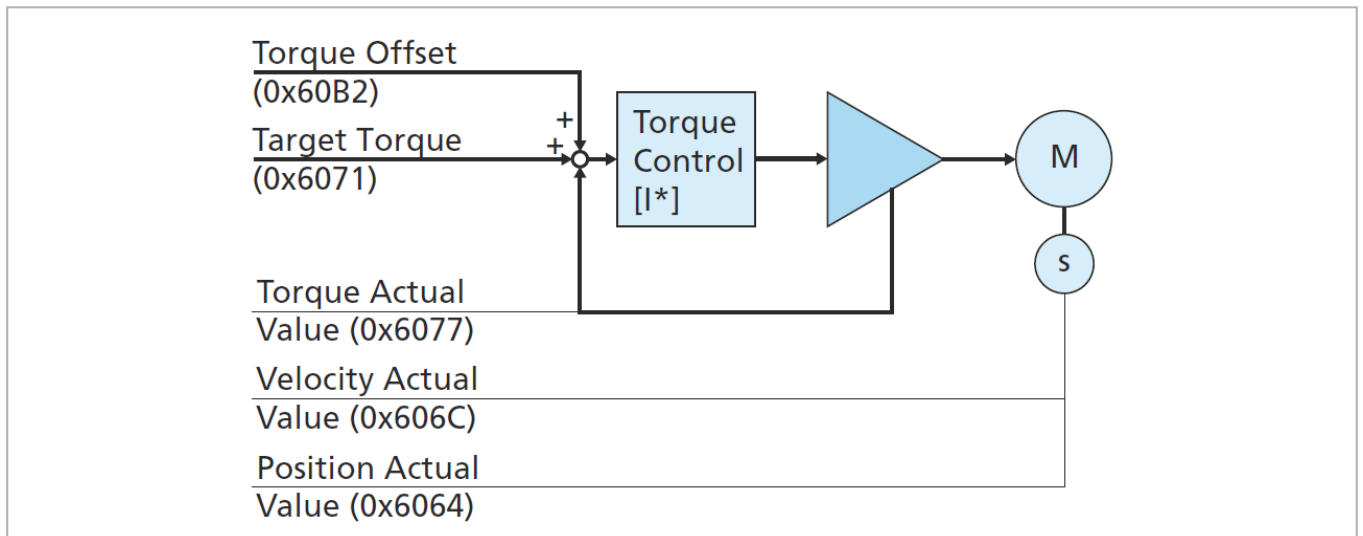 Torque Offset
(0x60B2)
+
Target Torque
+
(0x6071)
Torque
Control
[I*]
M
s
Torque Actual
Value (0x6077)
Velocity Actual
Value (0x606C)
Position Actual
Value (0x6064)